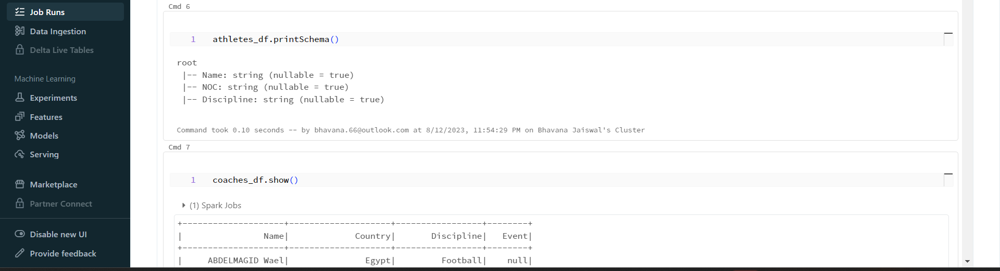 Job Runs
Data Ingestion
Delta Live Tables
Machine Learning
Experiments
Features
Models
Serving
Marketplace
Partner Connect
Disable new UI
Provide feedback
Cmd 6
1 athletes_df.printSchema()
root
 |-- Name: string (nullable = true)
 |-- NOC: string (nullable = true)
 |-- Discipline: string (nullable = true)
Command took 0.10 seconds -- by bhavana.66@outlook.com at 8/12/2023, 11:54:29 PM on Bhavana Jaiswal's Cluster
Cmd 7
1 coaches_df.show()
(1) Spark Jobs
+--------------------+--------------------+-----------------+--------+
|                Name|             Country|       Discipline|   Event|
+--------------------+--------------------+-----------------+--------+
|     ABDELMAGID Wael|               Egypt|         Football|    null|